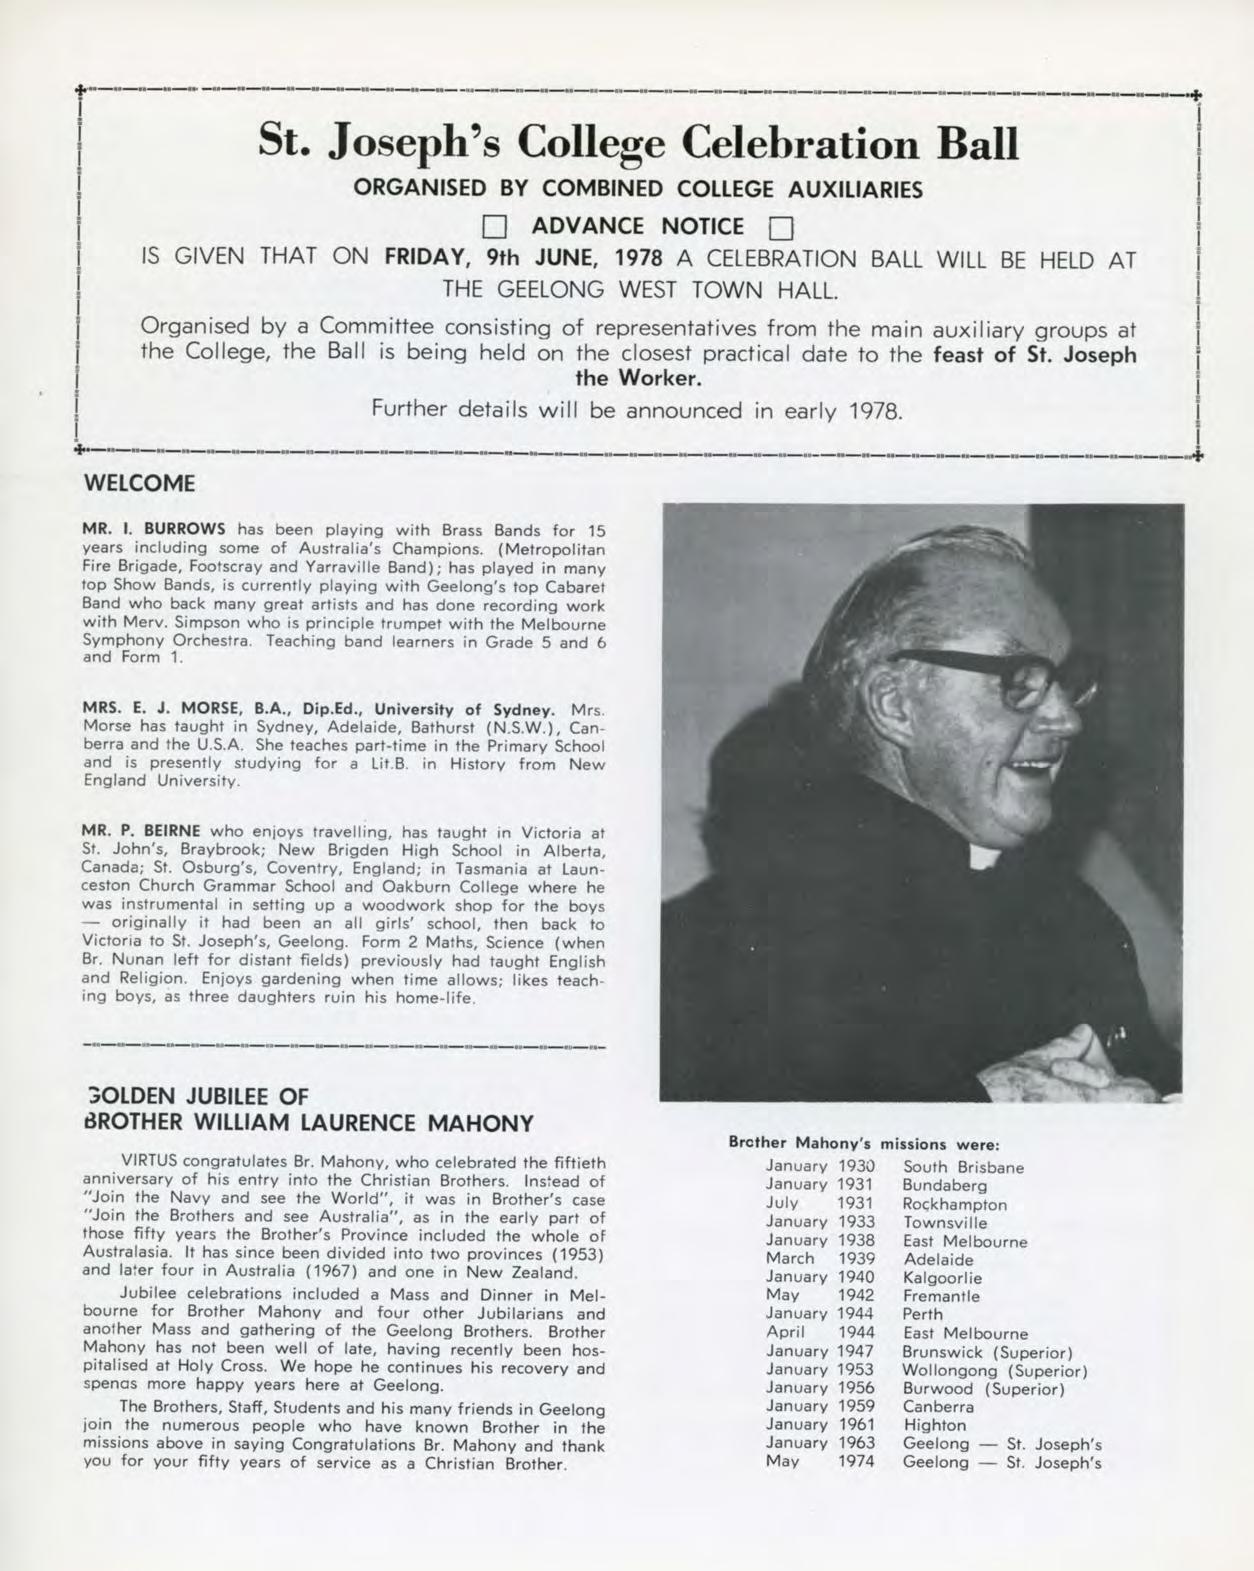 St. Joseph's College Celebration Ball
ORGANISED BY COMBINED COLLEGE AUXILIARIES
☐ ADVANCE NOTICE ☐
IS GIVEN THAT ON FRIDAY, 9th JUNE, 1978 A CELEBRATION BALL WILL BE HELD AT
THE GEELONG WEST TOWN HALL.
Organised by a Committee consisting of representatives from the main auxiliary groups at
the College, the Ball is being held on the closest practical date to the feast of St. Joseph
the Worker.
Further details will be announced in early 1978.
WELCOME
MR. I. BURROWS has been playing with Brass Bands for 15
years including some of Australia's Champions. (Metropolitan
Fire Brigade, Footscray and Yarraville Band); has played in many
top Show Bands, is currently playing with Geelong's top Cabaret
Band who back many great artists and has done recording work
with Merv. Simpson who is principle trumpet with the Melbourne
Symphony Orchestra. Teaching band learners in Grade 5 and 6
and Form 1.
MRS. E. J. MORSE, B.A., Dip.Ed., University of Sydney. Mrs.
Morse has taught in Sydney, Adelaide, Bathurst (N.S.W.), Can-
berra and the U.S.A. She teaches part-time in the Primary School
and is presently studying for a Lit.B. in History from New
England University.
MR. P. BEIRNE who enjoys travelling, has taught in Victoria at
St. John's, Braybrook; New Brigden High School in Alberta,
Canada; St. Osburg's, Coventry, England; in Tasmania at Laun-
ceston Church Grammar School and Oakburn College where he
was instrumental in setting up a woodwork shop for the boys
— originally it had been an all girls' school, then back to
Victoria to St. Joseph's, Geelong. Form 2 Maths, Science (when
Br. Nunan left for distant fields) previously had taught English
and Religion. Enjoys gardening when time allows; likes teach-
ing boys, as three daughters ruin his home-life.
GOLDEN JUBILEE OF
BROTHER WILLIAM LAURENCE MAHONY
VIRTUS congratulates Br. Mahony, who celebrated the fiftieth
anniversary of his entry into the Christian Brothers. Instead of
"Join the Navy and see the World", it was in Brother's case
"Join the Brothers and see Australia", as in the early part of
those fifty years the Brother's Province included the whole of
Australasia. It has since been divided into two provinces (1953)
and later four in Australia (1967) and one in New Zealand.
Jubilee celebrations included a Mass and Dinner in Mel-
bourne for Brother Mahony and four other Jubilarians and
another Mass and gathering of the Geelong Brothers. Brother
Mahony has not been well of late, having recently been hos-
pitalised at Holy Cross. We hope he continues his recovery and
spends more happy years here at Geelong.
The Brothers, Staff, Students and his many friends in Geelong
join the numerous people who have known Brother in the
missions above in saying Congratulations Br. Mahony and thank
you for your fifty years of service as a Christian Brother.
Brother Mahony's missions were:
January 1930 South Brisbane
January 1931 Bundaberg
July 1931 Rockhampton
January 1933 Townsville
January 1938 East Melbourne
March 1939 Adelaide
January 1940 Kalgoorlie
May 1942 Fremantle
January 1944 Perth
April 1944 East Melbourne
January 1947 Brunswick (Superior)
January 1953 Wollongong (Superior)
January 1956 Burwood (Superior)
January 1959 Canberra
January 1961 Highton
January 1963 Geelong — St. Joseph's
May 1974 Geelong — St. Joseph's